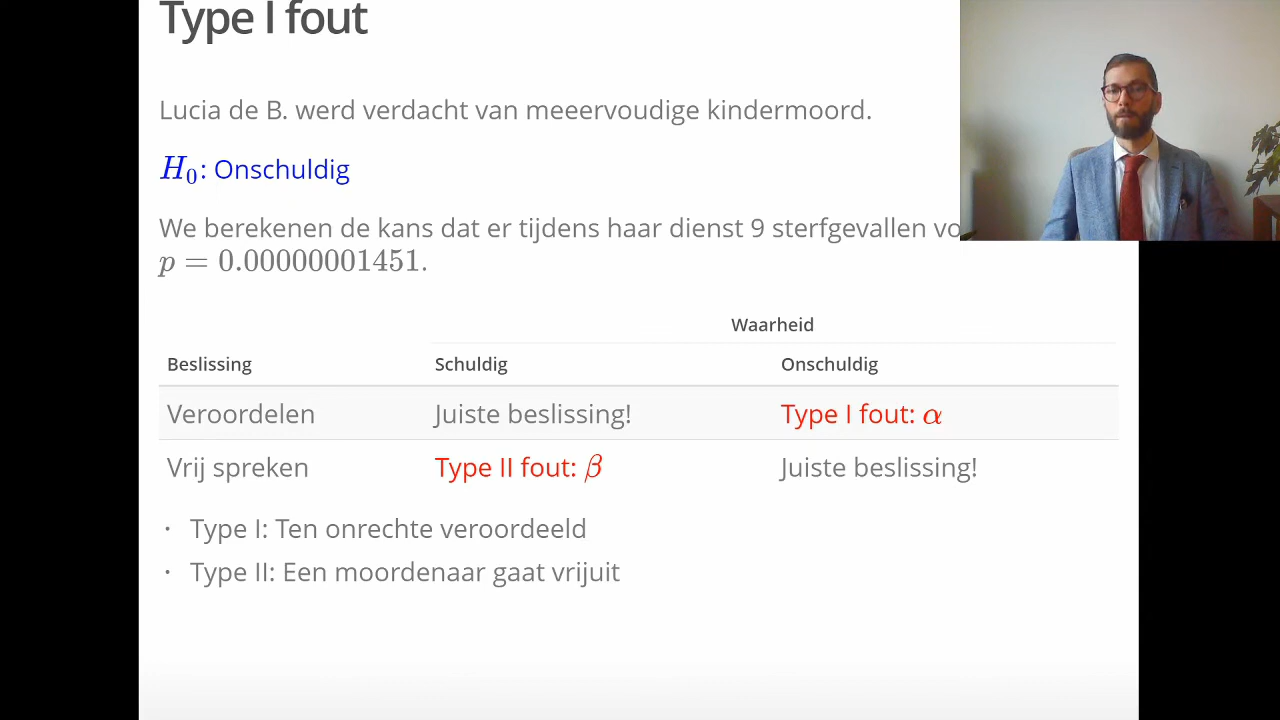 Type I fout
Lucia de B. werd verdacht van meeervoudige kindermoord.
H₀: Onschuldig
We berekenen de kans dat er tijdens haar dienst 9 sterfgevallen
p = 0.00000001451.
Waarheid
Beslissing Schuldig Onschuldig
Veroordelen Juiste beslissing! Type I fout: α
Vrij spreken Type II fout: β Juiste beslissing!
· Type I: Ten onrechte veroordeeld
· Type II: Een moordenaar gaat vrijuit